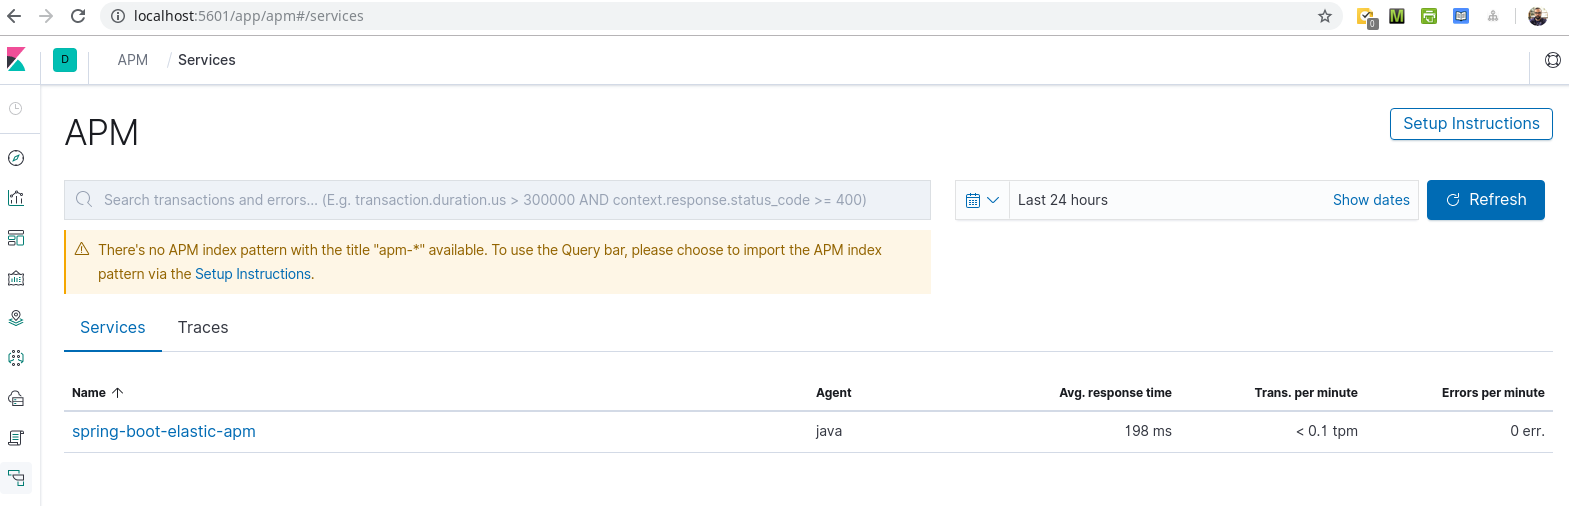 localhost:5601/app/apm#/services
0
M
D
APM / Services
APM
Setup Instructions
Search transactions and errors... (E.g. transaction.duration.us > 300000 AND context.response.status_code >= 400)
Last 24 hours
Show dates
Refresh
There's no APM index pattern with the title "apm-*" available. To use the Query bar, please choose to import the APM index
pattern via the Setup Instructions.
Services Traces
Name Agent Avg. response time Trans. per minute Errors per minute
spring-boot-elastic-apm java 198 ms < 0.1 tpm 0 err.